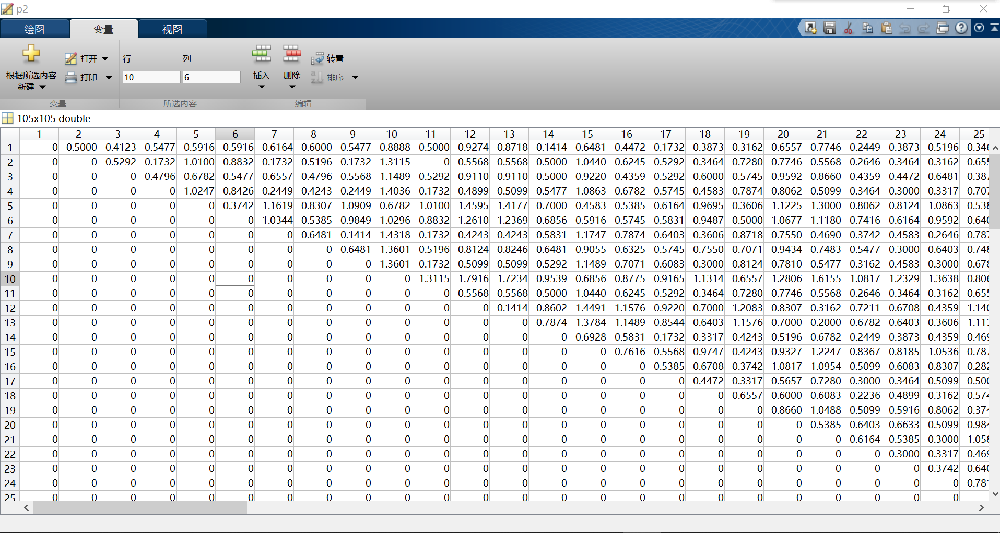 p2
绘图 变量 视图
打开 行 列 转置
根据所选内容 打印 10 6 插入 删除 排序
新建
变量 所选内容 编辑
105x105 double
1 2 3 4 5 6 7 8 9 10 11 12 13 14 15 16 17 18 19 20 21 22 23 24 25
1 0 0.5000 0.4123 0.5477 0.5916 0.5916 0.6164 0.6000 0.5477 0.8888 0.5000 0.9274 0.8718 0.1414 0.6481 0.4472 0.1732 0.3873 0.3162 0.6557 0.7746 0.2449 0.3873 0.5196 0.346
2 0 0 0.5292 0.1732 1.0100 0.8832 0.1732 0.5196 0.1732 1.3115 0 0.5568 0.5568 0.5000 1.0440 0.6245 0.5292 0.3464 0.7280 0.7746 0.5568 0.2646 0.3464 0.3162 0.655
3 0 0 0 0.4796 0.6782 0.5477 0.6557 0.4796 0.5568 1.1489 0.5292 0.9110 0.9110 0.5000 0.9220 0.4359 0.5292 0.6000 0.5745 0.9592 0.8660 0.4359 0.4472 0.6481 0.387
4 0 0 0 0 1.0247 0.8426 0.2449 0.4243 0.2449 1.4036 0.1732 0.4899 0.5099 0.5477 1.0863 0.6782 0.5745 0.4583 0.7874 0.8062 0.5099 0.3464 0.3000 0.3317 0.707
5 0 0 0 0 0 0.3742 1.1619 0.8307 1.0909 0.6782 1.0100 1.4595 1.4177 0.7000 0.4583 0.5385 0.6164 0.9695 0.3606 1.1225 1.3000 0.8062 0.8124 1.0863 0.538
6 0 0 0 0 0 0 1.0344 0.5385 0.9849 1.0296 0.8832 1.2610 1.2369 0.6856 0.5916 0.5745 0.5831 0.9487 0.5000 1.0677 1.1180 0.7416 0.6164 0.9592 0.640
7 0 0 0 0 0 0 0 0.6481 0.1414 1.4318 0.1732 0.4243 0.4243 0.5831 1.1747 0.7874 0.6403 0.3606 0.8718 0.7550 0.4690 0.3742 0.4583 0.2646 0.787
8 0 0 0 0 0 0 0 0 0.6481 1.3601 0.5196 0.8124 0.8246 0.6481 0.9055 0.6325 0.5745 0.7550 0.7071 0.9434 0.7483 0.5477 0.3000 0.6403 0.748
9 0 0 0 0 0 0 0 0 0 1.3601 0.1732 0.5099 0.5099 0.5292 1.1489 0.7071 0.6083 0.3000 0.8124 0.7810 0.5477 0.3162 0.4583 0.3000 0.678
10 0 0 0 0 0 0 0 0 0 0 1.3115 1.7916 1.7234 0.9539 0.6856 0.8775 0.9165 1.1314 0.6557 1.2806 1.6155 1.0817 1.2329 1.3638 0.806
11 0 0 0 0 0 0 0 0 0 0 0 0.5568 0.5568 0.5000 1.0440 0.6245 0.5292 0.3464 0.7280 0.7746 0.5568 0.2646 0.3464 0.3162 0.655
12 0 0 0 0 0 0 0 0 0 0 0 0 0.1414 0.8602 1.4491 1.1576 0.9220 0.7000 1.2083 0.8307 0.3162 0.7211 0.6708 0.4359 1.140
13 0 0 0 0 0 0 0 0 0 0 0 0 0 0.7874 1.3784 1.1489 0.8544 0.6403 1.1576 0.7000 0.2000 0.6782 0.6403 0.3606 1.113
14 0 0 0 0 0 0 0 0 0 0 0 0 0 0 0.6928 0.5831 0.1732 0.3317 0.4243 0.5196 0.6782 0.2449 0.3873 0.4359 0.469
15 0 0 0 0 0 0 0 0 0 0 0 0 0 0 0 0.7616 0.5568 0.9747 0.4243 0.9327 1.2247 0.8367 0.8185 1.0536 0.787
16 0 0 0 0 0 0 0 0 0 0 0 0 0 0 0 0 0.5385 0.6708 0.3742 1.0817 1.0954 0.5099 0.6083 0.8307 0.282
17 0 0 0 0 0 0 0 0 0 0 0 0 0 0 0 0 0 0.4472 0.3317 0.5657 0.7280 0.3000 0.3464 0.5099 0.500
18 0 0 0 0 0 0 0 0 0 0 0 0 0 0 0 0 0 0 0.6557 0.6000 0.6083 0.2236 0.4899 0.3162 0.574
19 0 0 0 0 0 0 0 0 0 0 0 0 0 0 0 0 0 0 0 0.8660 1.0488 0.5099 0.5916 0.8062 0.374
20 0 0 0 0 0 0 0 0 0 0 0 0 0 0 0 0 0 0 0 0 0.5385 0.6403 0.6633 0.5099 0.984
21 0 0 0 0 0 0 0 0 0 0 0 0 0 0 0 0 0 0 0 0 0 0.6164 0.5385 0.3000 1.058
22 0 0 0 0 0 0 0 0 0 0 0 0 0 0 0 0 0 0 0 0 0 0 0.3000 0.3317 0.469
23 0 0 0 0 0 0 0 0 0 0 0 0 0 0 0 0 0 0 0 0 0 0 0 0.3742 0.640
24 0 0 0 0 0 0 0 0 0 0 0 0 0 0 0 0 0 0 0 0 0 0 0 0 0.781
25 0 0 0 0 0 0 0 0 0 0 0 0 0 0 0 0 0 0 0 0 0 0 0 0